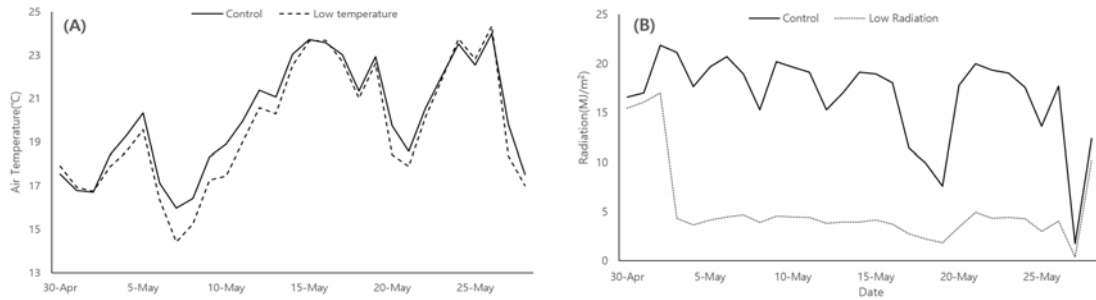 (A)
Control
Low temperature
Air Temperature(℃)
25
23
21
19
17
15
13
30-Apr
5-May
10-May
15-May
20-May
25-May
(B)
Control
Low Radiation
Radiation(MJ/m²)
25
20
15
10
5
0
30-Apr
5-May
10-May
15-May
20-May
25-May
Date